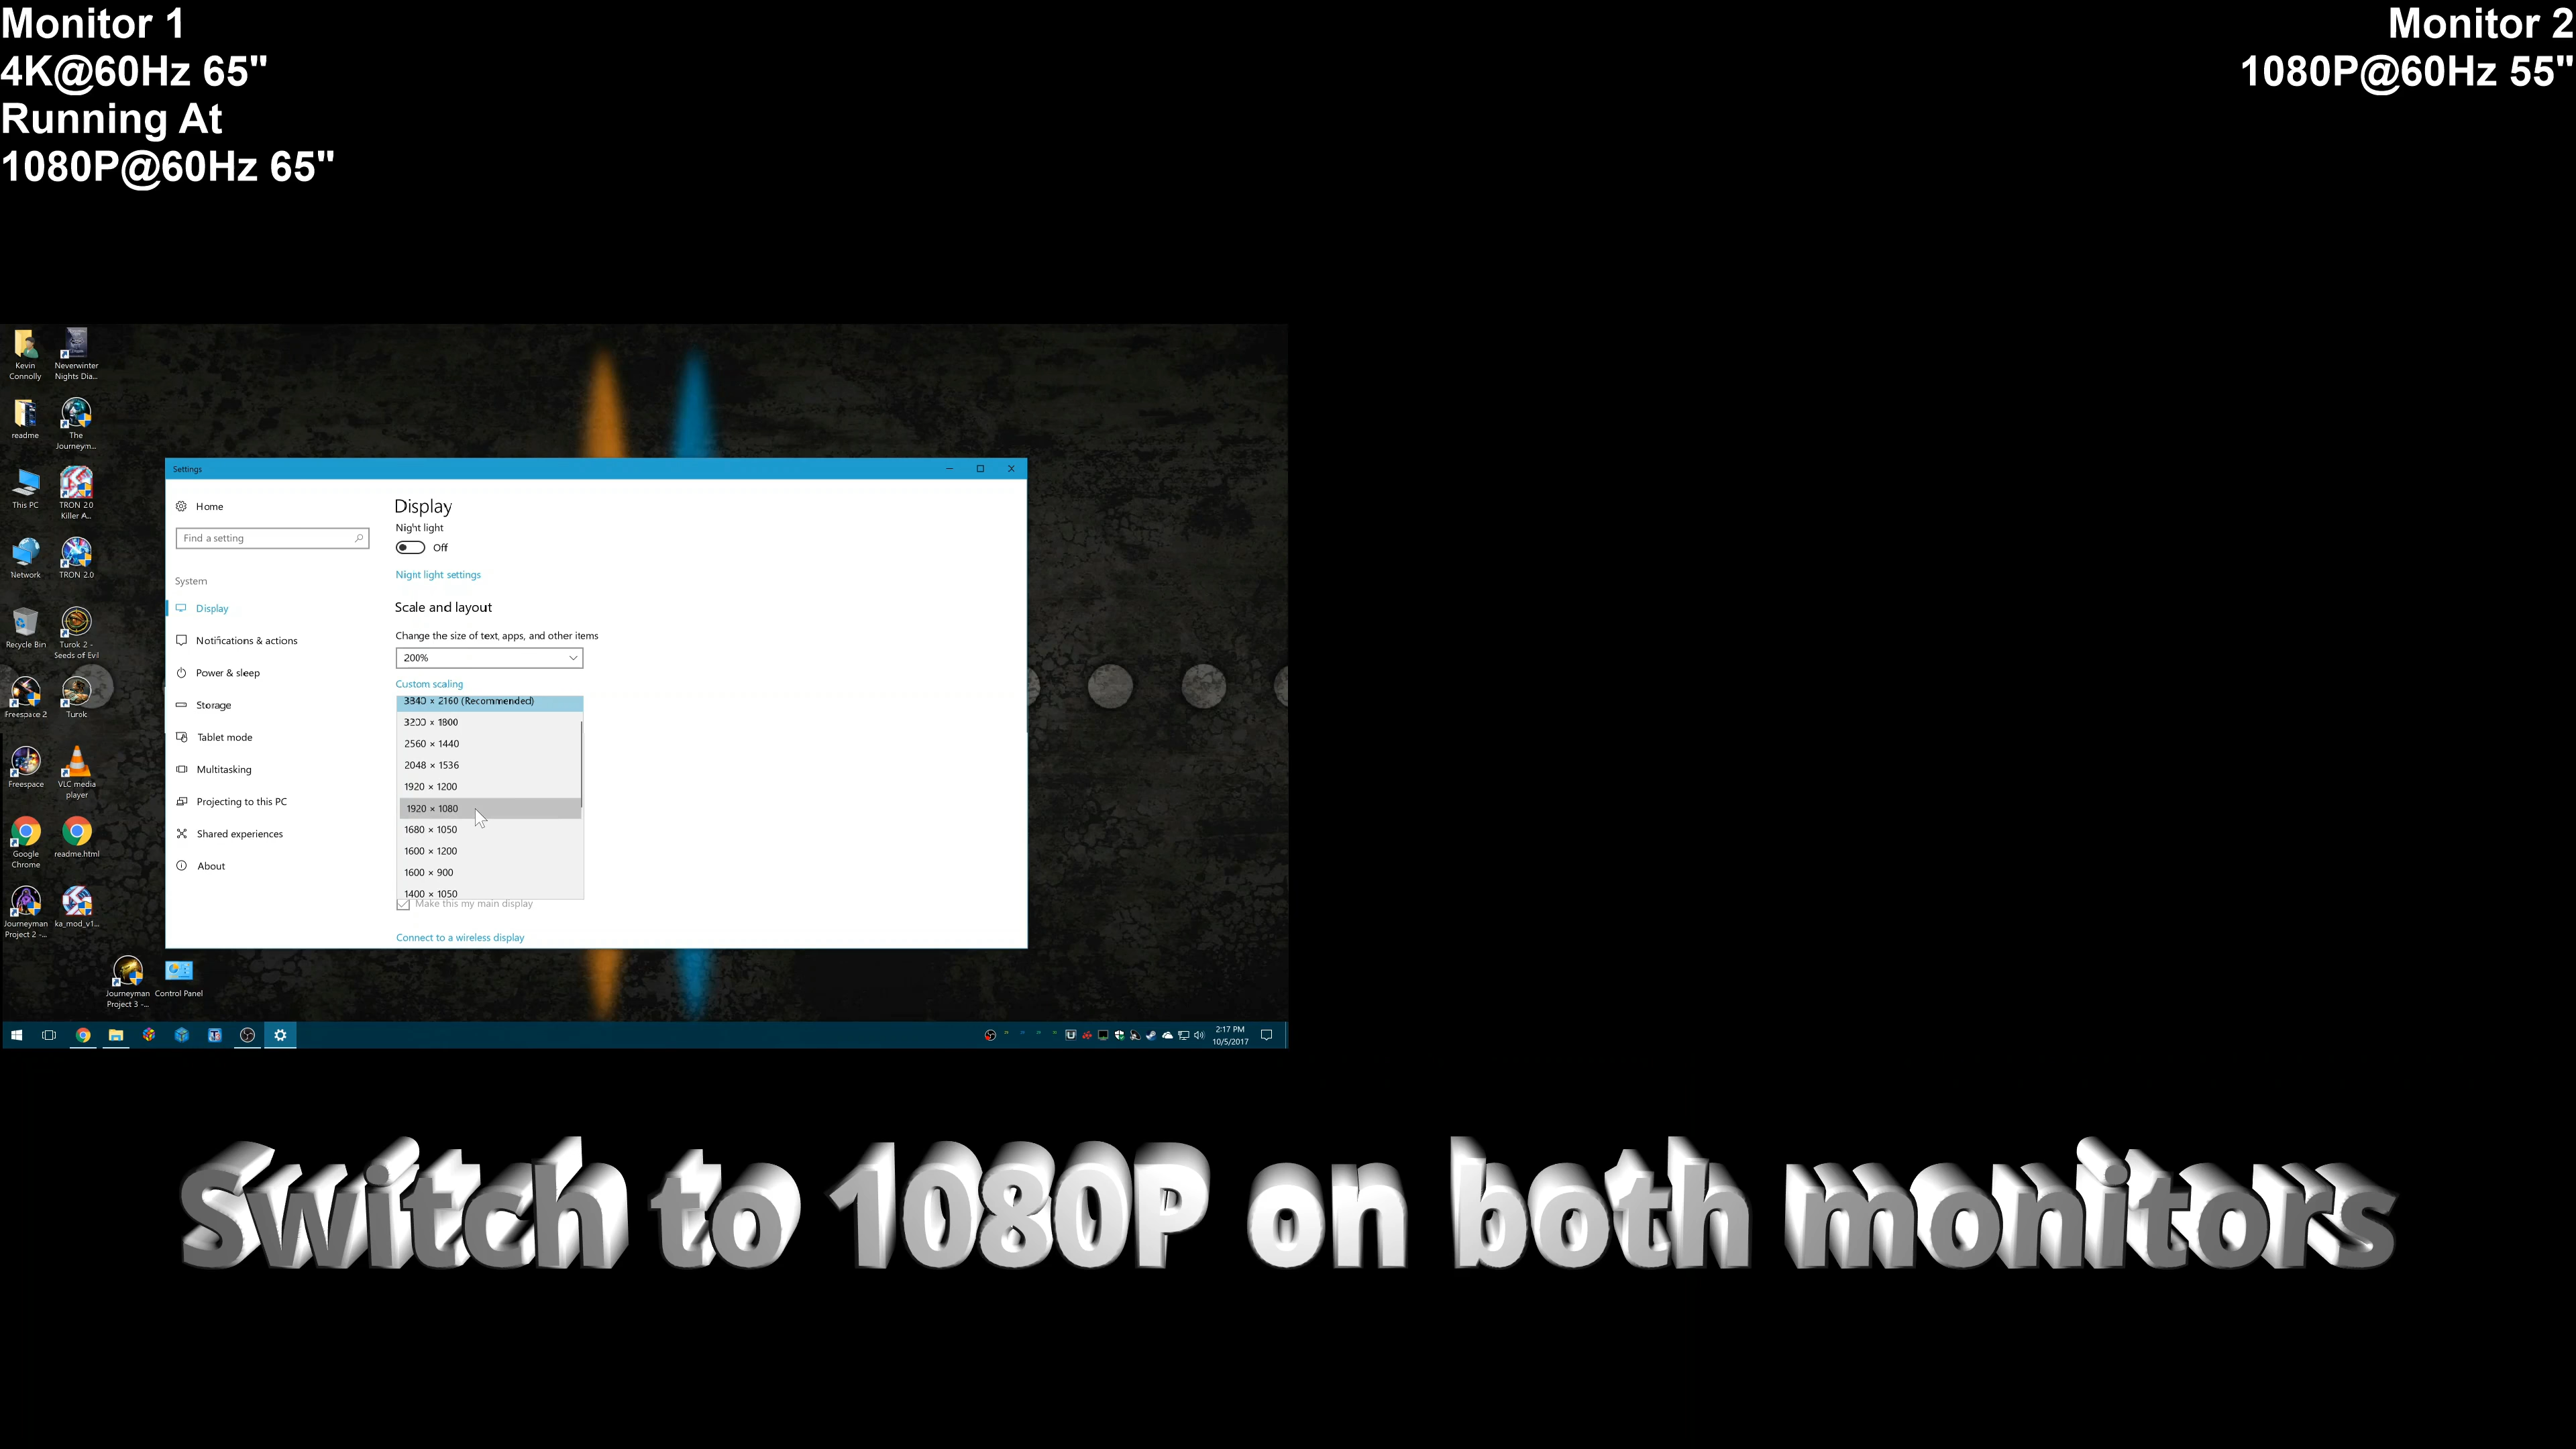 Monitor 1
4K@60Hz 65"
Running At
1080P@60Hz 65"
Monitor 2
1080P@60Hz 55"
Kevin
Connolly
Neverwinter
Nights Dia...
readme
The
Journeym...
This PC
TRON 2.0
Killer A...
Network
TRON 2.0
Recycle Bin
Turok 2 -
Seeds of Evil
Freespace 2
Turok
Freespace
VLC media
player
Google
Chrome
readme.html
Journeyman
Project 2 -...
ka_mod_v1...
Journeyman
Project 3 -...
Control Panel
Settings
Home
Find a setting
System
Display
Notifications & actions
Power & sleep
Storage
Tablet mode
Multitasking
Projecting to this PC
Shared experiences
About
Display
Night light
Off
Night light settings
Scale and layout
Change the size of text, apps, and other items
200%
Custom scaling
3840 × 2160 (Recommended)
3200 × 1800
2560 × 1440
2048 × 1536
1920 × 1200
1920 × 1080
1680 × 1050
1600 × 1200
1600 × 900
1400 × 1050
Make this my main display
Connect to a wireless display
2:17 PM
10/5/2017
Switch to 1080P on both monitors